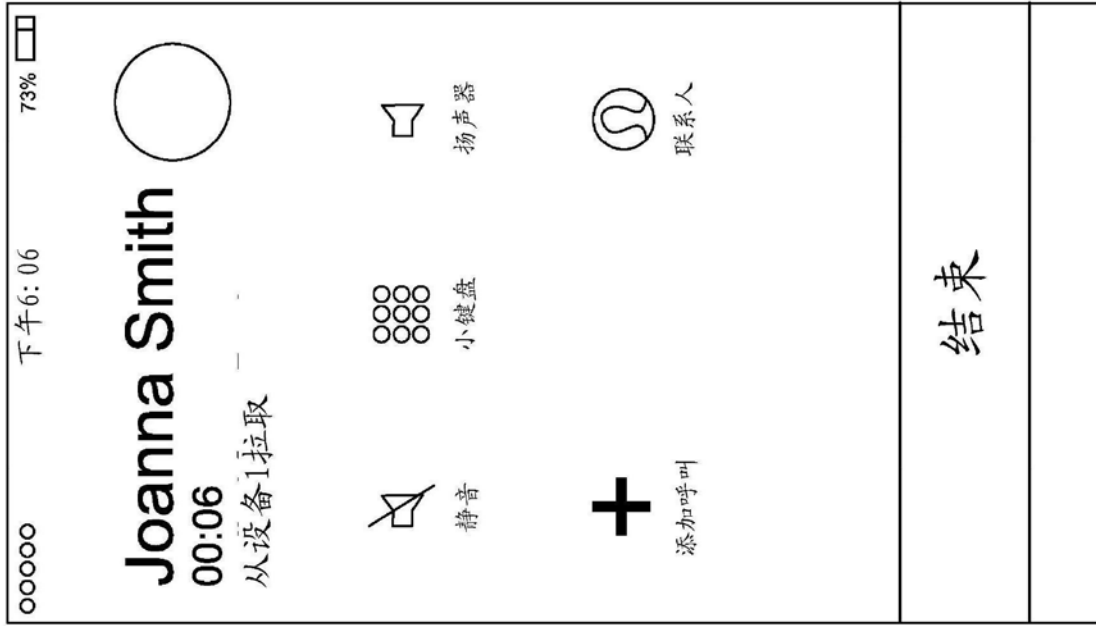 下午6:06
73%
Joanna Smith
00:06
从设备1拉取
静音
小键盘
扬声器
添加呼叫
联系人
结束